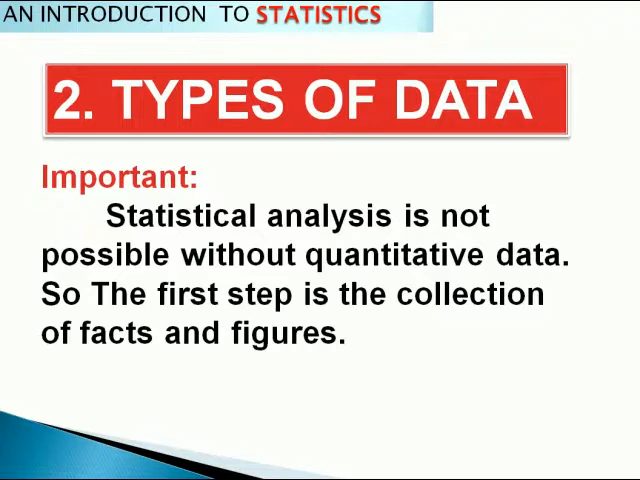 AN INTRODUCTION TO STATISTICS
2. TYPES OF DATA
Important:
Statistical analysis is not
possible without quantitative data.
So The first step is the collection
of facts and figures.